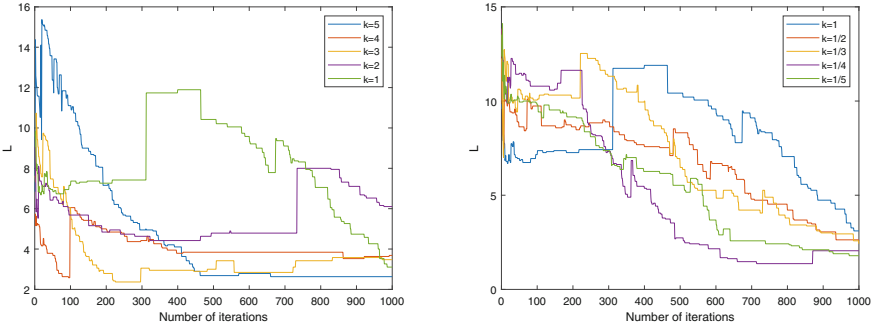 16
14
12
10
8
6
4
2
L
0
100
200
300
400
500
600
700
800
900
1000
Number of iterations
k=5
k=4
k=3
k=2
k=1
15
10
5
0
L
0
100
200
300
400
500
600
700
800
900
1000
Number of iterations
k=1
k=1/2
k=1/3
k=1/4
k=1/5